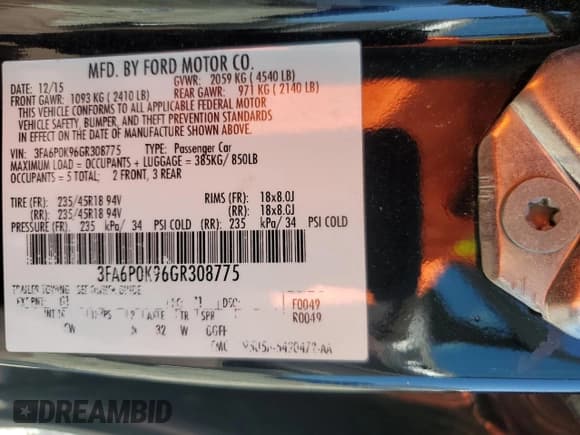 MFD. BY FORD MOTOR CO.
DATE: 12/15 GVWR: 2059 KG ( 4540 LB)
FRONT GAWR: 1093 KG ( 2410 LB) REAR GAWR: 971 KG ( 2140 LB)
THIS VEHICLE CONFORMS TO ALL APPLICABLE FEDERAL MOTOR
VEHICLE SAFETY, BUMPER, AND THEFT PREVENTION STANDARDS
IN EFFECT ON THE DATE OF MANUFACTURE SHOWN ABOVE.
VIN: 3FA6P0K96GR308775 TYPE: Passenger Car
MAXIMUM LOAD = OCCUPANTS + LUGGAGE = 385KG/ 850LB
OCCUPANTS = 5 TOTAL: 2 FRONT, 3 REAR
TIRE (FR): 235/45R18 94V RIMS (FR): 18x8.0J
(RR): 235/45R18 94V (RR): 18x8.0J
PRESSURE (FR): 235 kPa/ 34 PSI COLD (RR): 235 kPa/ 34 PSI COLD
3FA6P0K96GR308775
F0049
R0049
32
DREAMBID